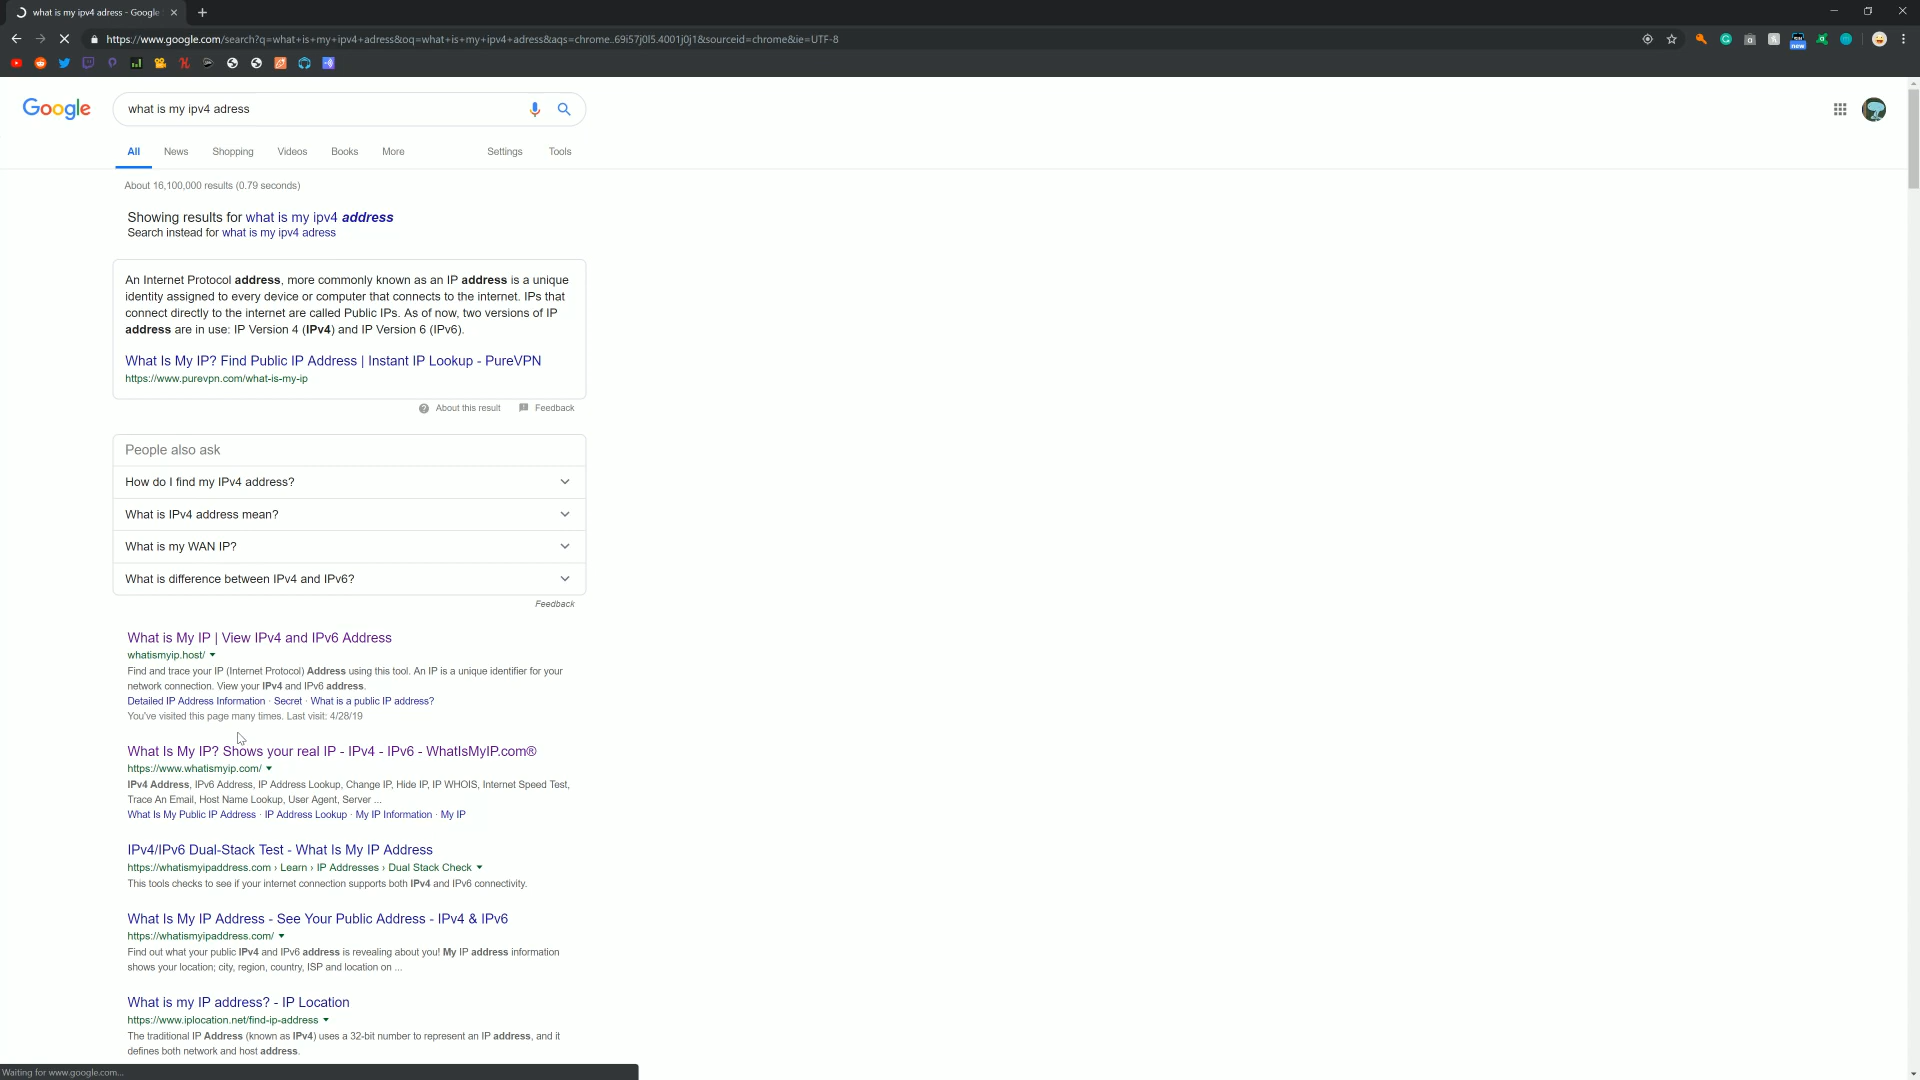 what is my ipv4 adress - Google
https://www.google.com/search?q=what+is+my+ipv4+adress&oq=what+is+my+ipv4+adress&aqs=chrome..69i57j0l5.4001j0j1&sourceid=chrome&ie=UTF-8
new
Google
what is my ipv4 adress
All News Shopping Videos Books More Settings Tools
About 16,100,000 results (0.79 seconds)
Showing results for what is my ipv4 address
Search instead for what is my ipv4 adress
An Internet Protocol address, more commonly known as an IP address is a unique
identity assigned to every device or computer that connects to the internet. IPs that
connect directly to the internet are called Public IPs. As of now, two versions of IP
address are in use: IP Version 4 (IPv4) and IP Version 6 (IPv6).
What Is My IP? Find Public IP Address | Instant IP Lookup - PureVPN
https://www.purevpn.com/what-is-my-ip
About this result Feedback
People also ask
How do I find my IPv4 address?
What is IPv4 address mean?
What is my WAN IP?
What is difference between IPv4 and IPv6?
Feedback
What is My IP | View IPv4 and IPv6 Address
whatismyip.host/
Find and trace your IP (Internet Protocol) Address using this tool. An IP is a unique identifier for your
network connection. View your IPv4 and IPv6 address.
Detailed IP Address Information · Secret · What is a public IP address?
You've visited this page many times. Last visit: 4/28/19
What Is My IP? Shows your real IP - IPv4 - IPv6 - WhatIsMyIP.com®
https://www.whatismyip.com/
IPv4 Address, IPv6 Address, IP Address Lookup, Change IP, Hide IP, IP WHOIS, Internet Speed Test,
Trace An Email, Host Name Lookup, User Agent, Server ...
What Is My Public IP Address · IP Address Lookup · My IP Information · My IP
IPv4/IPv6 Dual-Stack Test - What Is My IP Address
https://whatismyipaddress.com › Learn › IP Addresses › Dual Stack Check
This tools checks to see if your internet connection supports both IPv4 and IPv6 connectivity.
What Is My IP Address - See Your Public Address - IPv4 & IPv6
https://whatismyipaddress.com/
Find out what your public IPv4 and IPv6 address is revealing about you! My IP address information
shows your location; city, region, country, ISP and location on ...
What is my IP address? - IP Location
https://www.iplocation.net/find-ip-address
The traditional IP Address (known as IPv4) uses a 32-bit number to represent an IP address, and it
defines both network and host address.
Waiting for www.google.com...